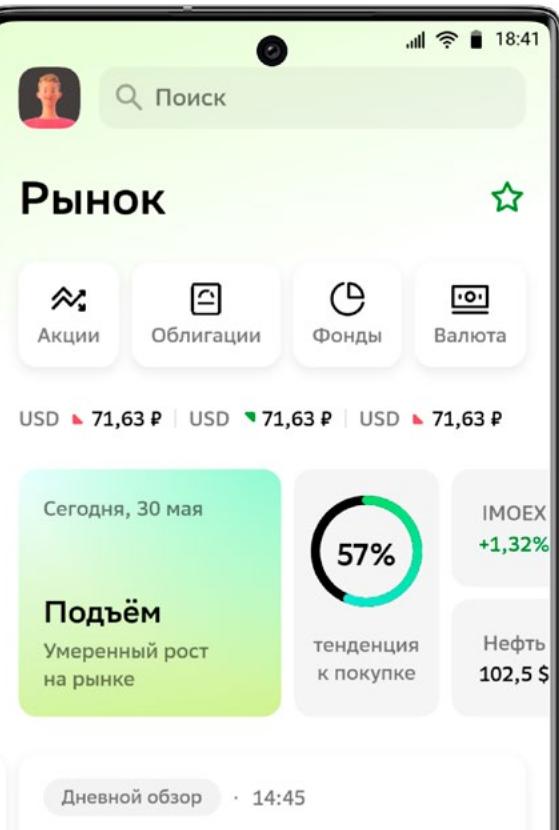 18:41
Поиск
Рынок
Акции
Облигации
Фонды
Валюта
USD 71,63 ₽ USD 71,63 ₽ USD 71,63 ₽
Сегодня, 30 мая
Подъём
Умеренный рост
на рынке
57%
тенденция
к покупке
IMOEX
+1,32%
Нефть
102,5 $
Дневной обзор · 14:45